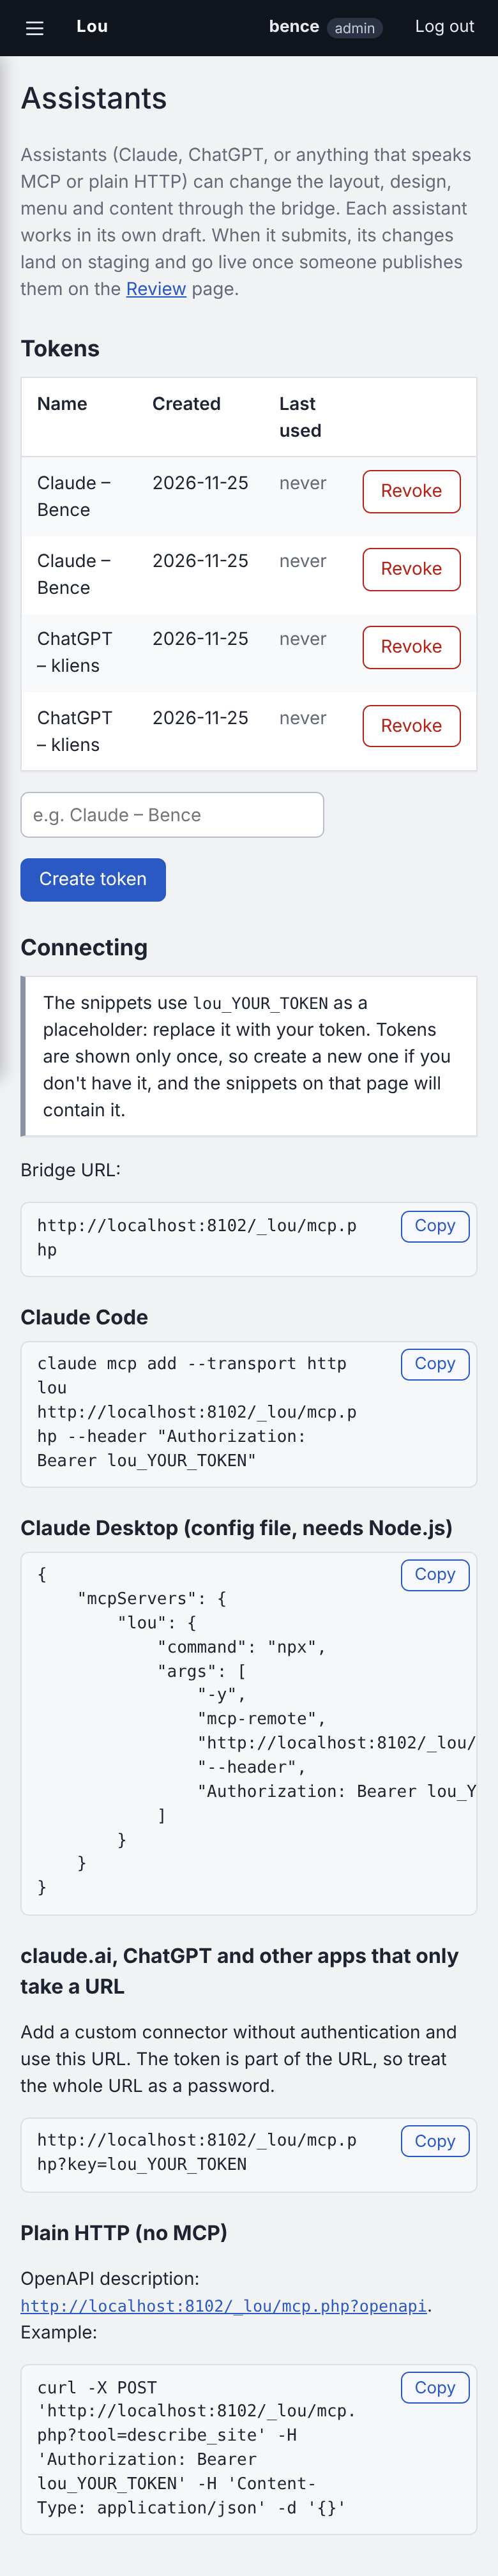 Lou bence admin Log out
Assistants
Assistants (Claude, ChatGPT, or anything that speaks
MCP or plain HTTP) can change the layout, design,
menu and content through the bridge. Each assistant
works in its own draft. When it submits, its changes
land on staging and go live once someone publishes
them on the Review page.
Tokens
Name Created Last
used
Claude – 2026-11-25 never Revoke
Bence
Claude – 2026-11-25 never Revoke
Bence
ChatGPT 2026-11-25 never Revoke
– kliens
ChatGPT 2026-11-25 never Revoke
– kliens
e.g. Claude – Bence
Create token
Connecting
The snippets use lou_YOUR_TOKEN as a
placeholder: replace it with your token. Tokens
are shown only once, so create a new one if you
don't have it, and the snippets on that page will
contain it.
Bridge URL:
http://localhost:8102/_lou/mcp.p Copy
hp
Claude Code
claude mcp add --transport http Copy
lou
http://localhost:8102/_lou/mcp.p
hp --header "Authorization:
Bearer lou_YOUR_TOKEN"
Claude Desktop (config file, needs Node.js)
{ Copy
    "mcpServers": {
        "lou": {
            "command": "npx",
            "args": [
                "-y",
                "mcp-remote",
                "http://localhost:8102/_lou/
                "--header",
                "Authorization: Bearer lou_Y
            ]
        }
    }
}
claude.ai, ChatGPT and other apps that only
take a URL
Add a custom connector without authentication and
use this URL. The token is part of the URL, so treat
the whole URL as a password.
http://localhost:8102/_lou/mcp.p Copy
hp?key=lou_YOUR_TOKEN
Plain HTTP (no MCP)
OpenAPI description:
http://localhost:8102/_lou/mcp.php?openapi.
Example:
curl -X POST Copy
'http://localhost:8102/_lou/mcp.
php?tool=describe_site' -H
'Authorization: Bearer
lou_YOUR_TOKEN' -H 'Content-
Type: application/json' -d '{}'